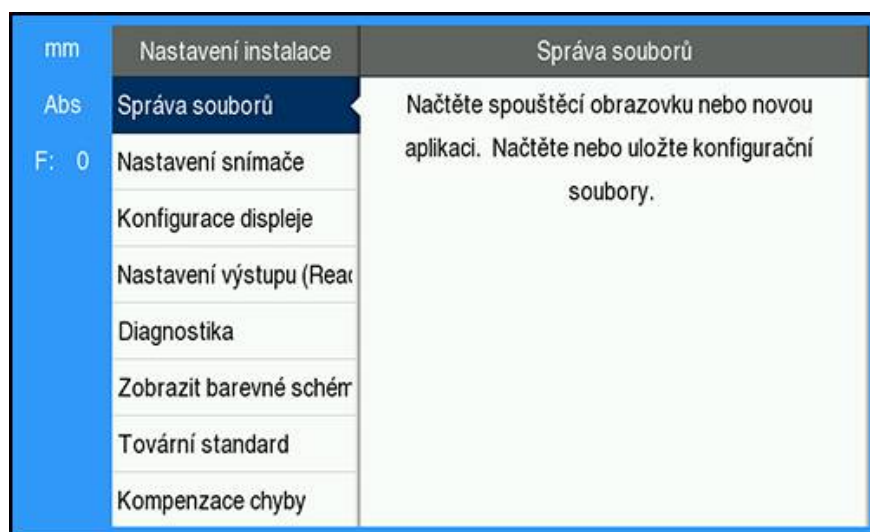 mm
Abs
F: 0
Nastavení instalace
Správa souborů
Nastavení snímače
Konfigurace displeje
Nastavení výstupu (Read
Diagnostika
Zobrazit barevné schém
Tovární standard
Kompenzace chyby
Správa souborů
Načtěte spouštěcí obrazovku nebo novou
aplikaci. Načtěte nebo uložte konfigurační
soubory.